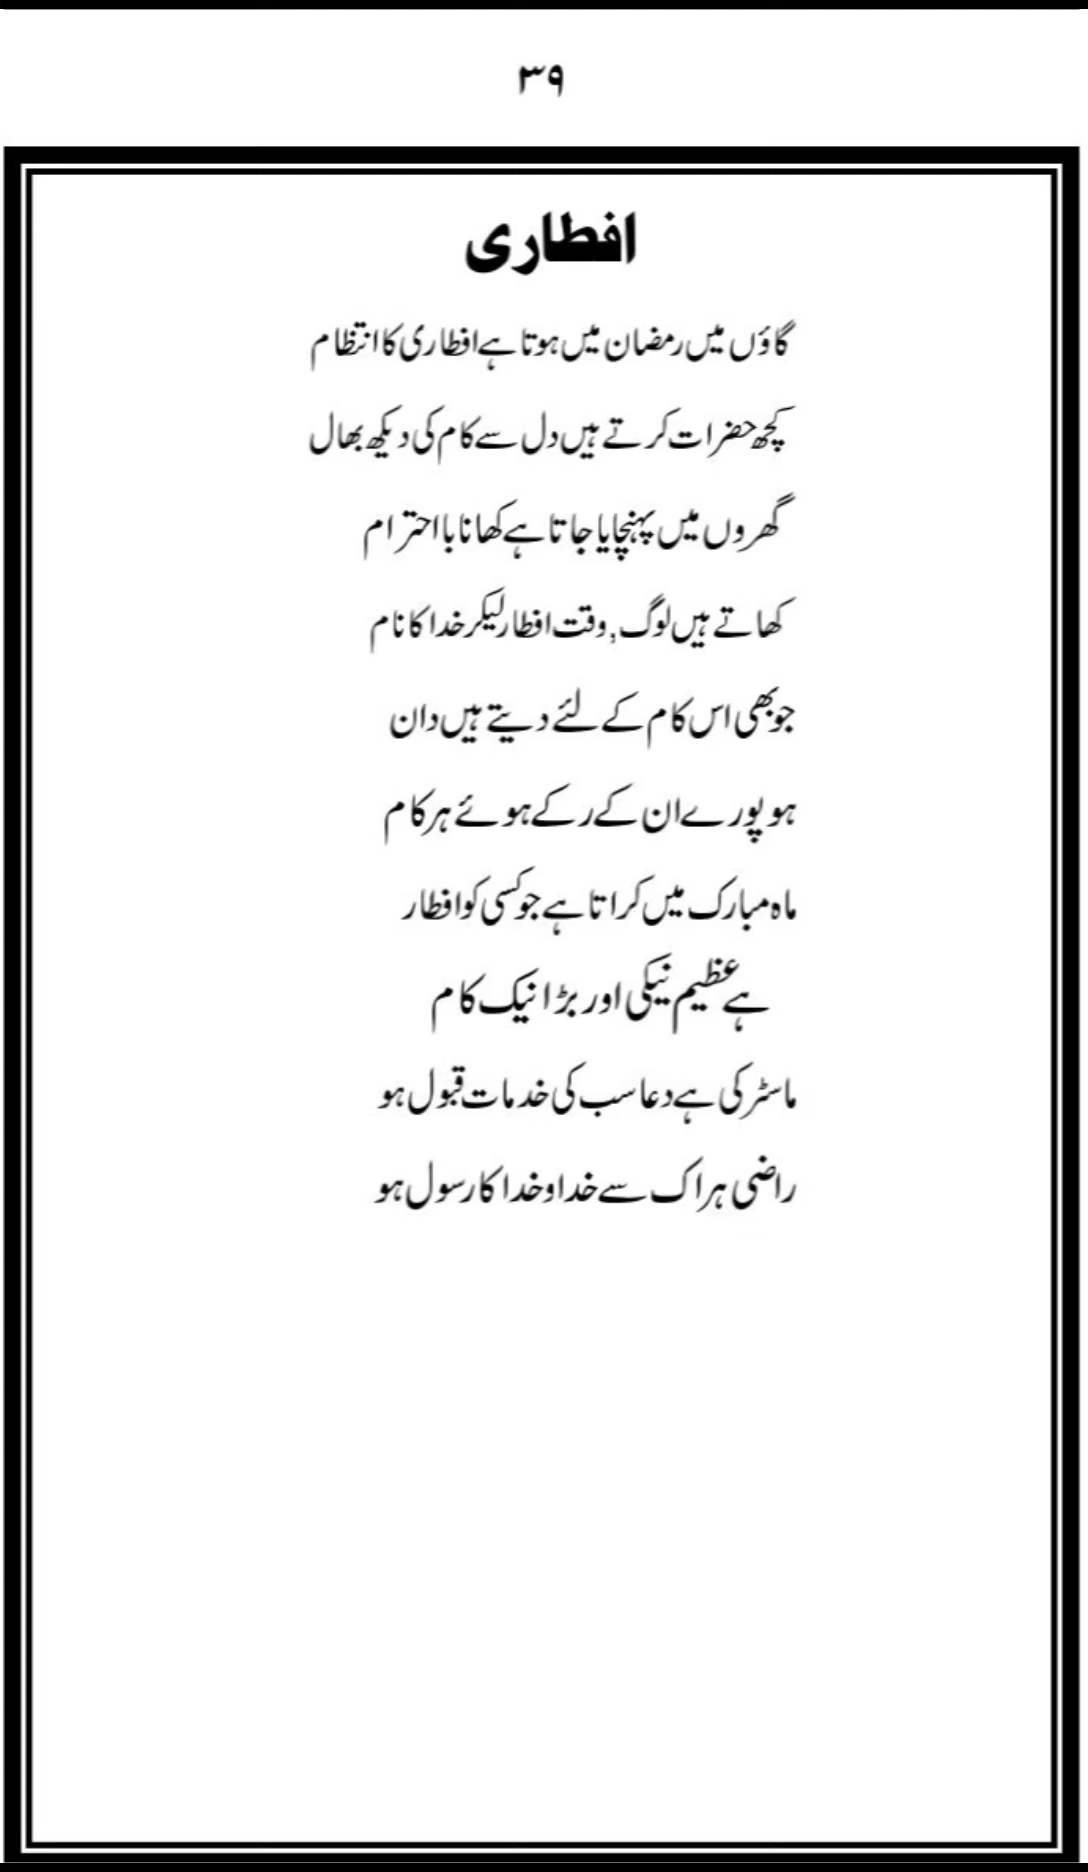 ۳۹
افطاری
گاؤں میں رمضان میں ہوتا ہے افطاری کا انتظام
کچھ حضرات کرتے ہیں دل سے کام کی دیکھ بھال
گھروں میں پہنچایا جاتا ہے کھانا بااحترام
کھاتے ہیں لوگ, وقت افطار لیکر خدا کا نام
جو بھی اس کام کے لئے دیتے ہیں دان
ہو پورے ان کے رکے ہوئے ہر کام
ماہ مبارک میں کراتا ہے جو کسی کو افطار
ہے عظیم نیکی اور بڑا نیک کام
ماسٹر کی ہے دعا سب کی خدمات قبول ہو
راضی ہر اک سے خدا و خدا کا رسول ہو